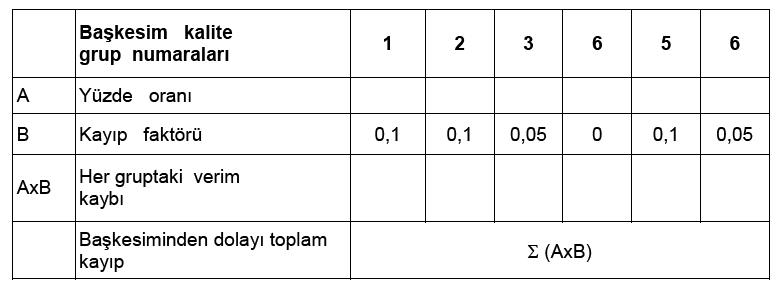 Başkesim kalite
grup numaraları
1 2 3 6 5 6
A Yüzde oranı
B Kayıp faktörü 0,1 0,1 0,05 0 0,1 0,05
AxB Her gruptaki verim
kaybı
Başkesiminden dolayı toplam
kayıp
Σ (AxB)